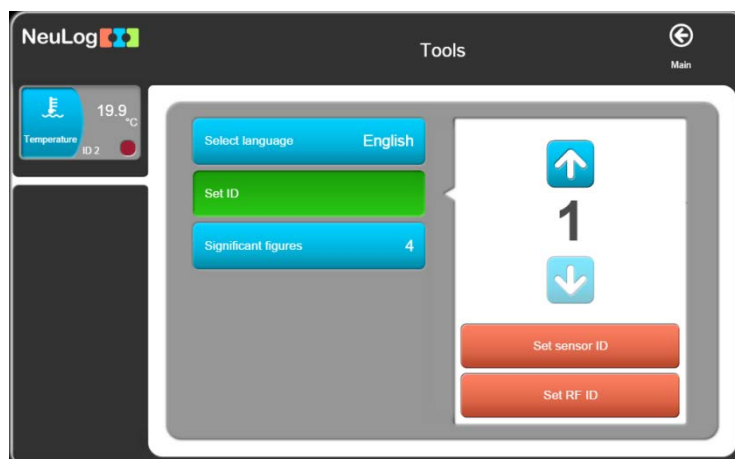 NeuLog
Tools
Main
19.9 °C
Temperature
ID 2
Select language English
Set ID
Significant figures 4
1
Set sensor ID
Set RF ID